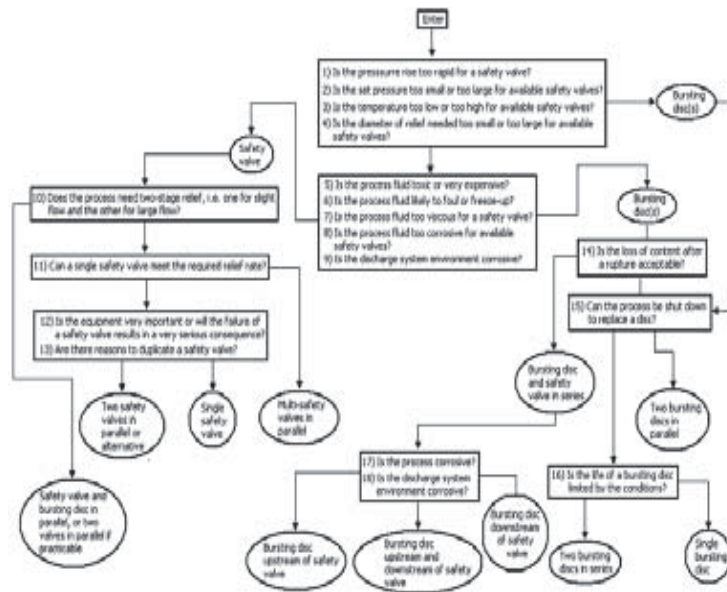 Enter
1) Is the presssure rise too rapid for a safety valve?
2) Is the set pressure too small or too large for available safety valves?
3) Is the temperature too low or too high for available safety valves?
4) Is the diameter of relief needed too small or too large for available
safety valves?
Bursting
disc(s)
Safety
valve
5) Is the process fluid toxic or very expensive?
6) Is the process fluid likely to foul or freeze-up?
7) Is the process fluid too viscous for a safety valve?
8) Is the process fluid too corrosive for available
safety valves?
9) Is the discharge system environment corrosive?
Bursting
disc(s)
10) Does the process need two-stage relief, i.e. one for slight
flow and the other for large flow?
11) Can a single safety valve meet the required relief rate?
12) Is the equipment very important or will the failure of
a safety valve results in a very serious consequence?
13) Are there reasons to duplicate a safety valve?
14) Is the loss of content after
a rupture acceptable?
15) Can the process be shut down
to replace a disc?
Two safety
valves in
parallel or
alternative
Single
safety
valve
Multi-safety
valves in
parallel
Bursting disc
and safety
valve in series
Two bursting
discs in
parallel
Safety valve and
bursting disc in
parallel, or two
valves in parallel if
practicable
17) Is the process corrosive?
18) Is the discharge system
environment corrosive?
16) Is the life of a bursting disc
limited by the conditions?
Bursting disc
upstream of safety
valve
Bursting disc
upstream and
downstream of safety
valve
Bursting disc
downstream of
safety
valve
Two bursting
discs in series
Single
bursting
disc